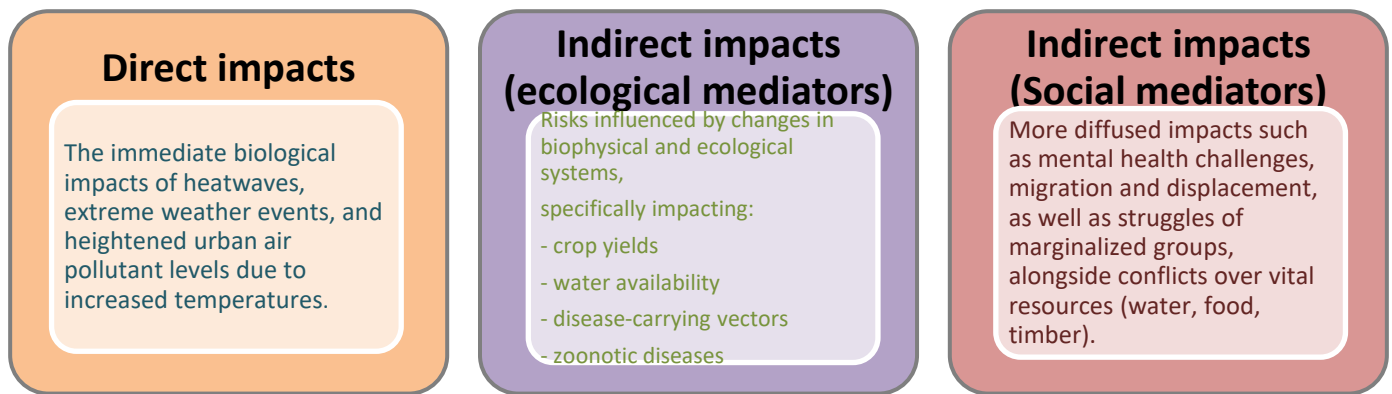 Direct impacts
The immediate biological
impacts of heatwaves,
extreme weather events, and
heightened urban air
pollutant levels due to
increased temperatures.
Indirect impacts
(ecological mediators)
Risks influenced by changes in
biophysical and ecological
systems,
specifically impacting:
- crop yields
- water availability
- disease-carrying vectors
- zoonotic diseases
Indirect impacts
(Social mediators)
More diffused impacts such
as mental health challenges,
migration and displacement,
as well as struggles of
marginalized groups,
alongside conflicts over vital
resources (water, food,
timber).